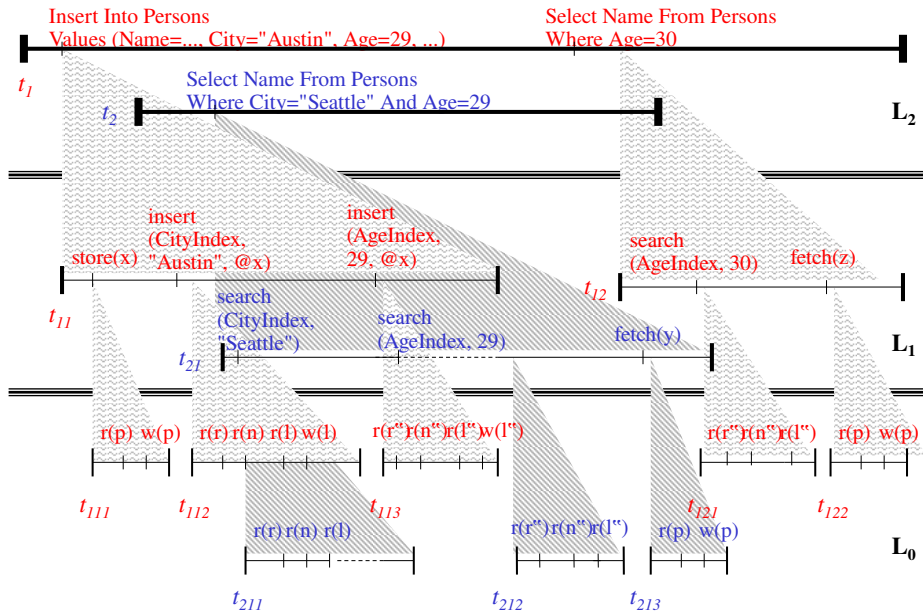 Insert Into Persons
Values (Name=..., City="Austin", Age=29, ...)
Select Name From Persons
Where Age=30
t1
Select Name From Persons
Where City="Seattle" And Age=29
t2
L2
store(x)
insert
(CityIndex,
"Austin", @x)
insert
(AgeIndex,
29, @x)
search
(AgeIndex, 30)
fetch(z)
t11
t12
search
(CityIndex,
"Seattle")
search
(AgeIndex, 29)
fetch(y)
t21
L1
r(p) w(p)
r(r) r(n) r(l) w(l)
r(r‟) r(n‟) r(l‟) w(l‟)
r(r‟) r(n‟) r(l‟)
r(p) w(p)
t111
t112
t113
t121
t122
r(r) r(n) r(l)
r(r‟) r(n‟) r(l‟)
r(p) w(p)
L0
t211
t212
t213